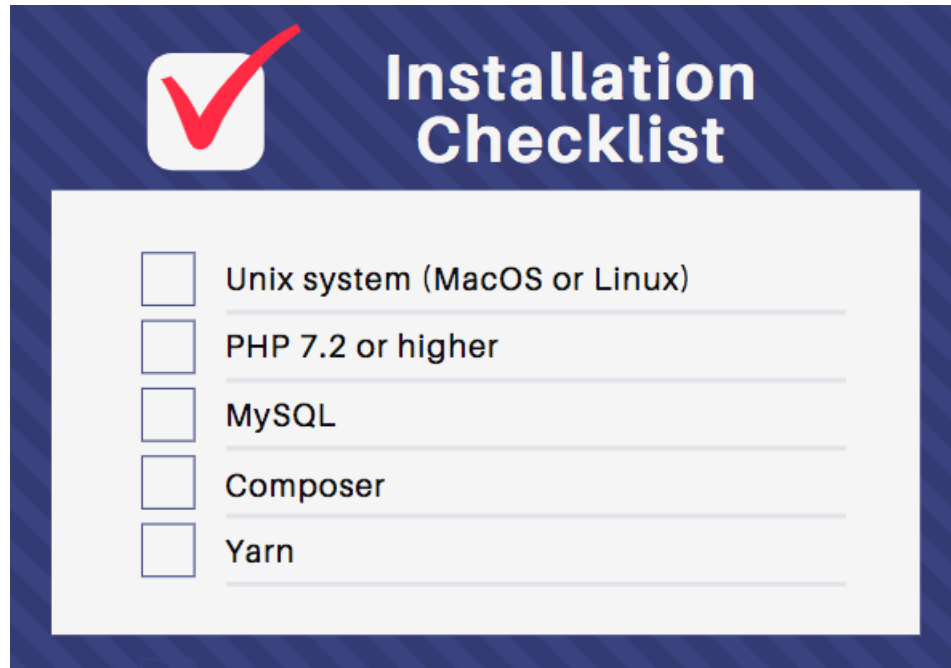 Installation
Checklist
Unix system (MacOS or Linux)
PHP 7.2 or higher
MySQL
Composer
Yarn